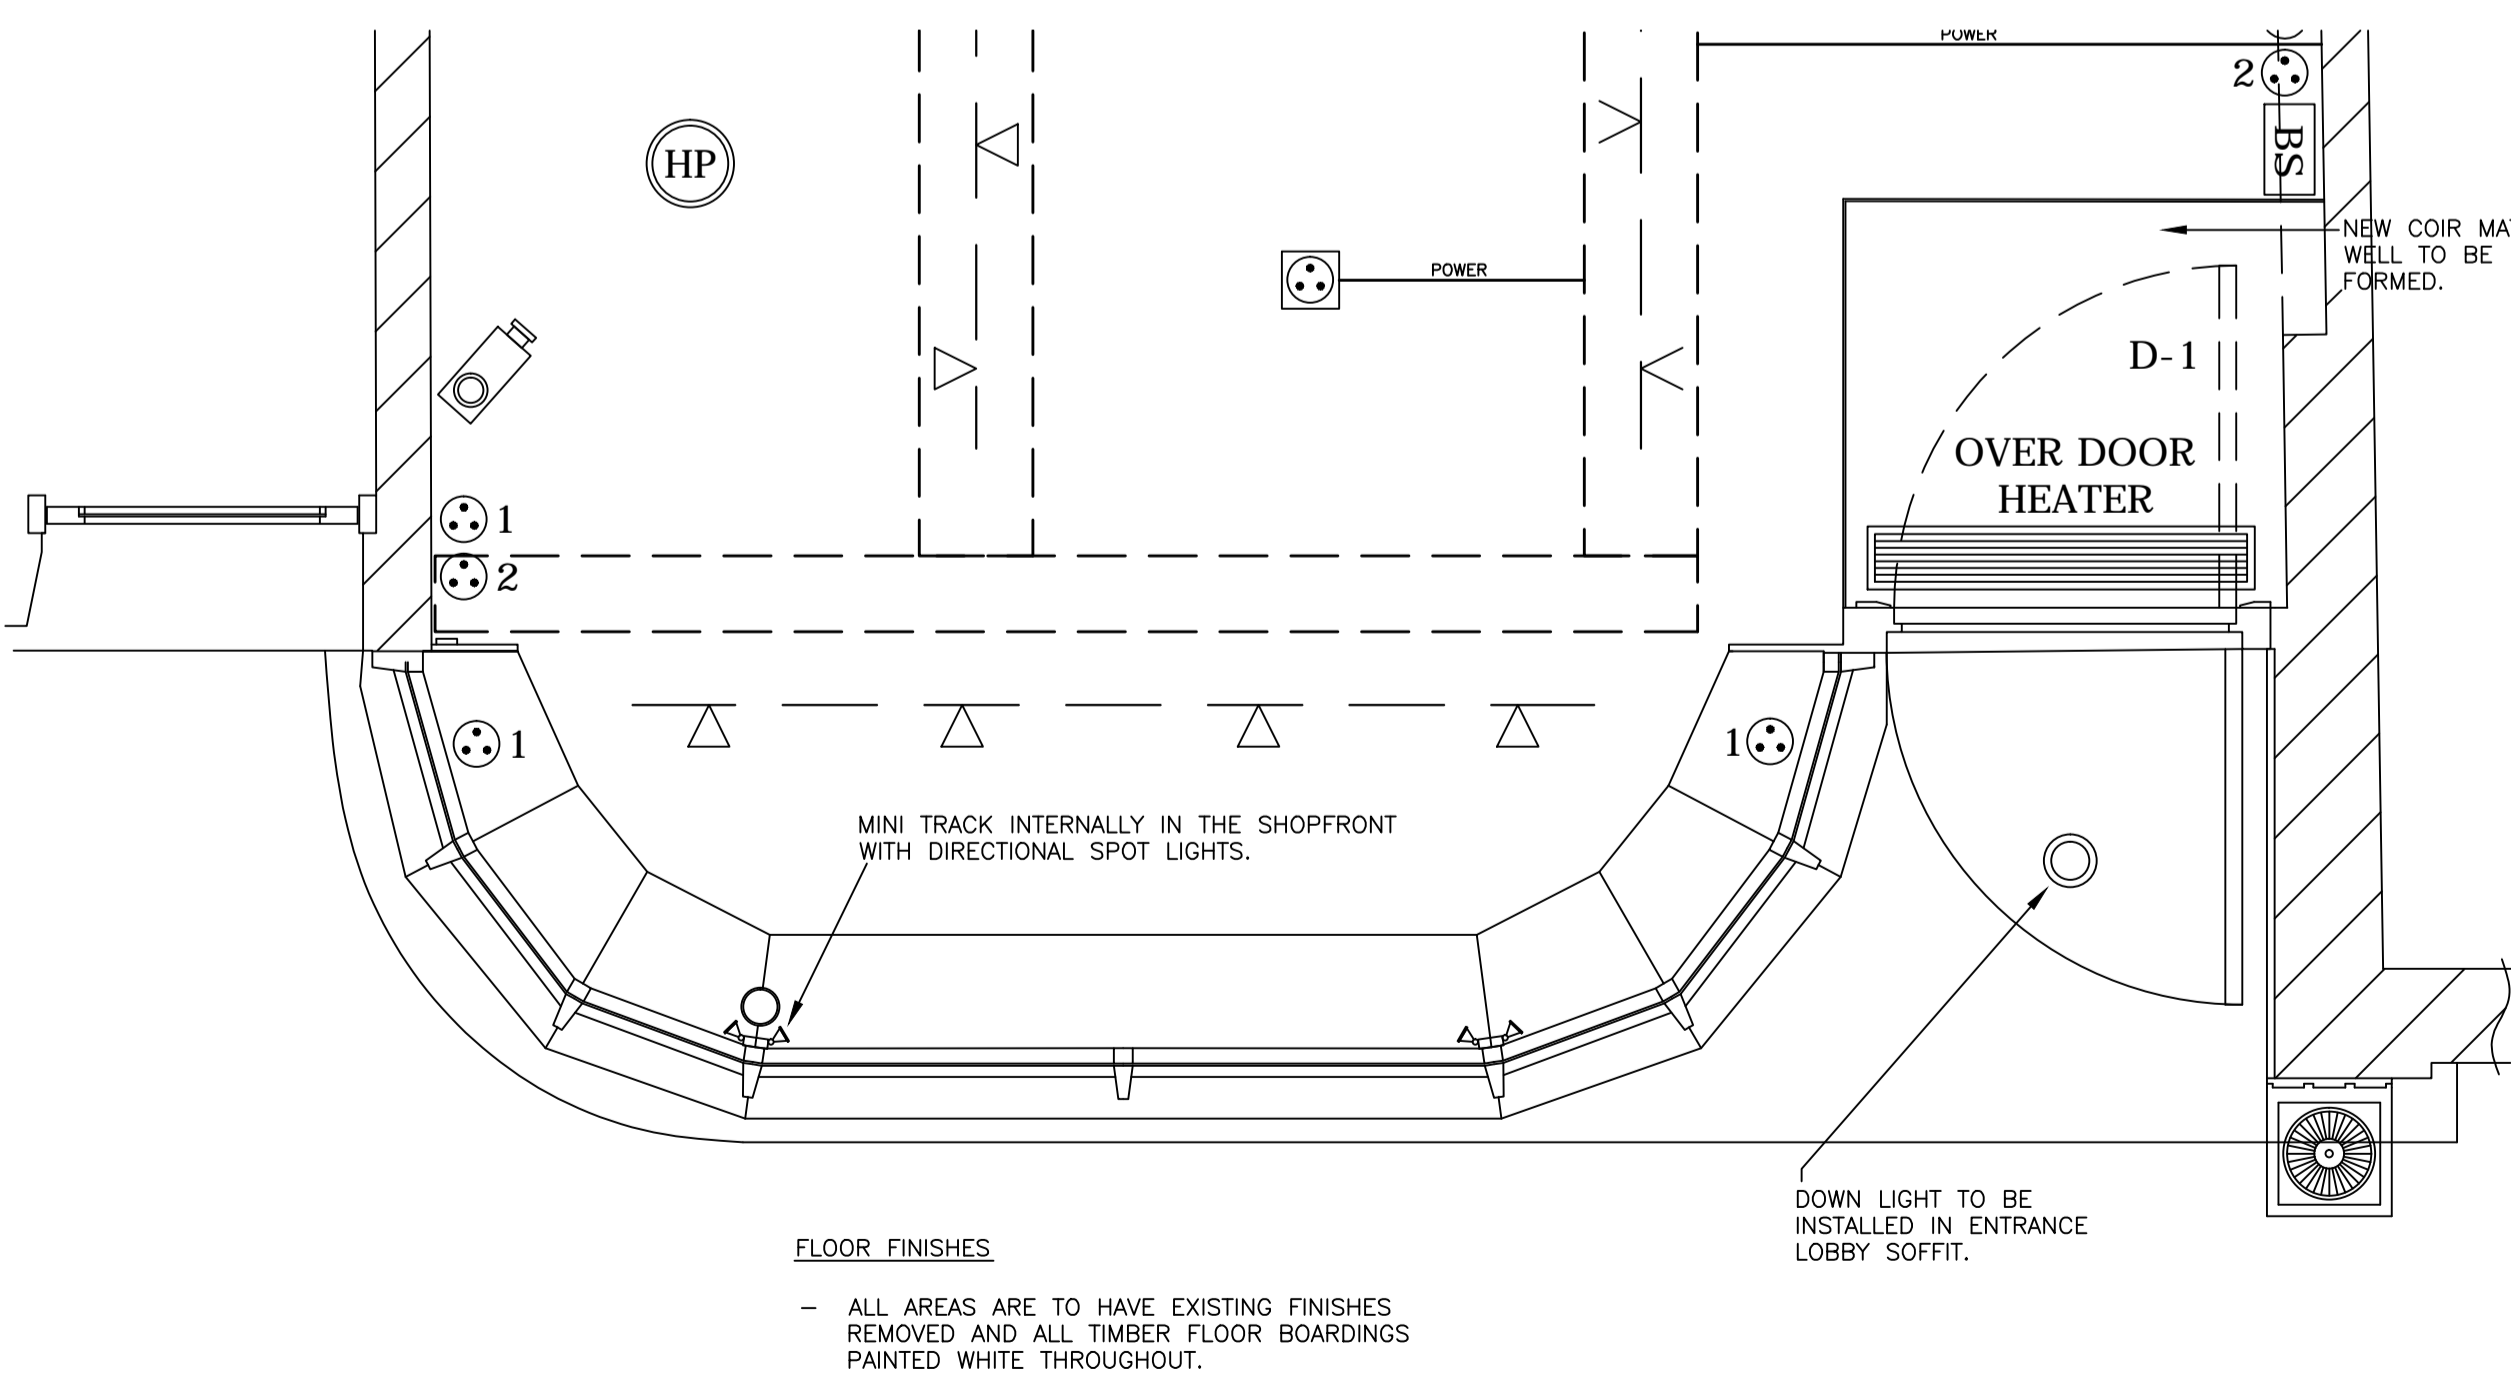 POWER
2
BS
HP
NEW COIR MA
WELL TO BE
FORMED.
POWER
D-1
OVER DOOR
HEATER
1
2
1
1
MINI TRACK INTERNALLY IN THE SHOPFRONT
WITH DIRECTIONAL SPOT LIGHTS.
DOWN LIGHT TO BE
INSTALLED IN ENTRANCE
LOBBY SOFFIT.
FLOOR FINISHES
– ALL AREAS ARE TO HAVE EXISTING FINISHES
REMOVED AND ALL TIMBER FLOOR BOARDINGS
PAINTED WHITE THROUGHOUT.